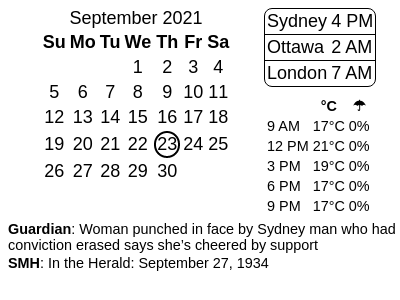 September 2021
Su Mo Tu We Th Fr Sa
1 2 3 4
5 6 7 8 9 10 11
12 13 14 15 16 17 18
19 20 21 22 23 24 25
26 27 28 29 30
Sydney 4 PM
Ottawa 2 AM
London 7 AM
°C ☂
9 AM 17°C 0%
12 PM 21°C 0%
3 PM 19°C 0%
6 PM 17°C 0%
9 PM 17°C 0%
Guardian: Woman punched in face by Sydney man who had
conviction erased says she’s cheered by support
SMH: In the Herald: September 27, 1934